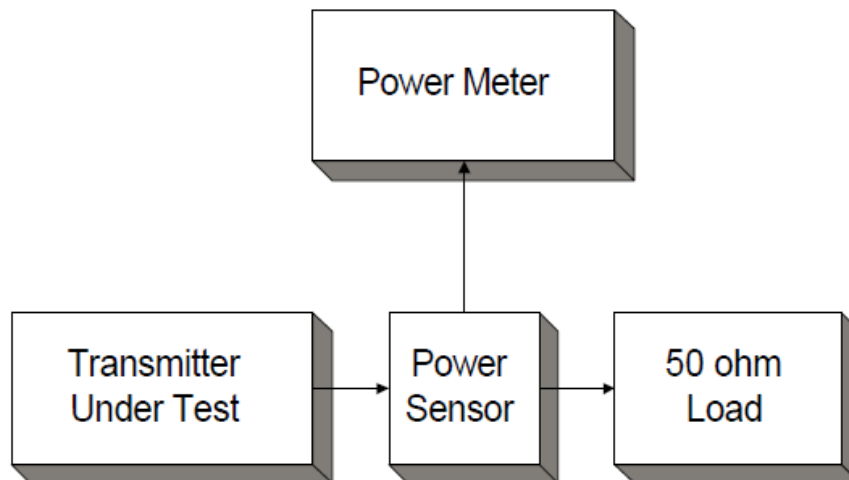 Power Meter
Transmitter
Under Test
Power
Sensor
50 ohm
Load